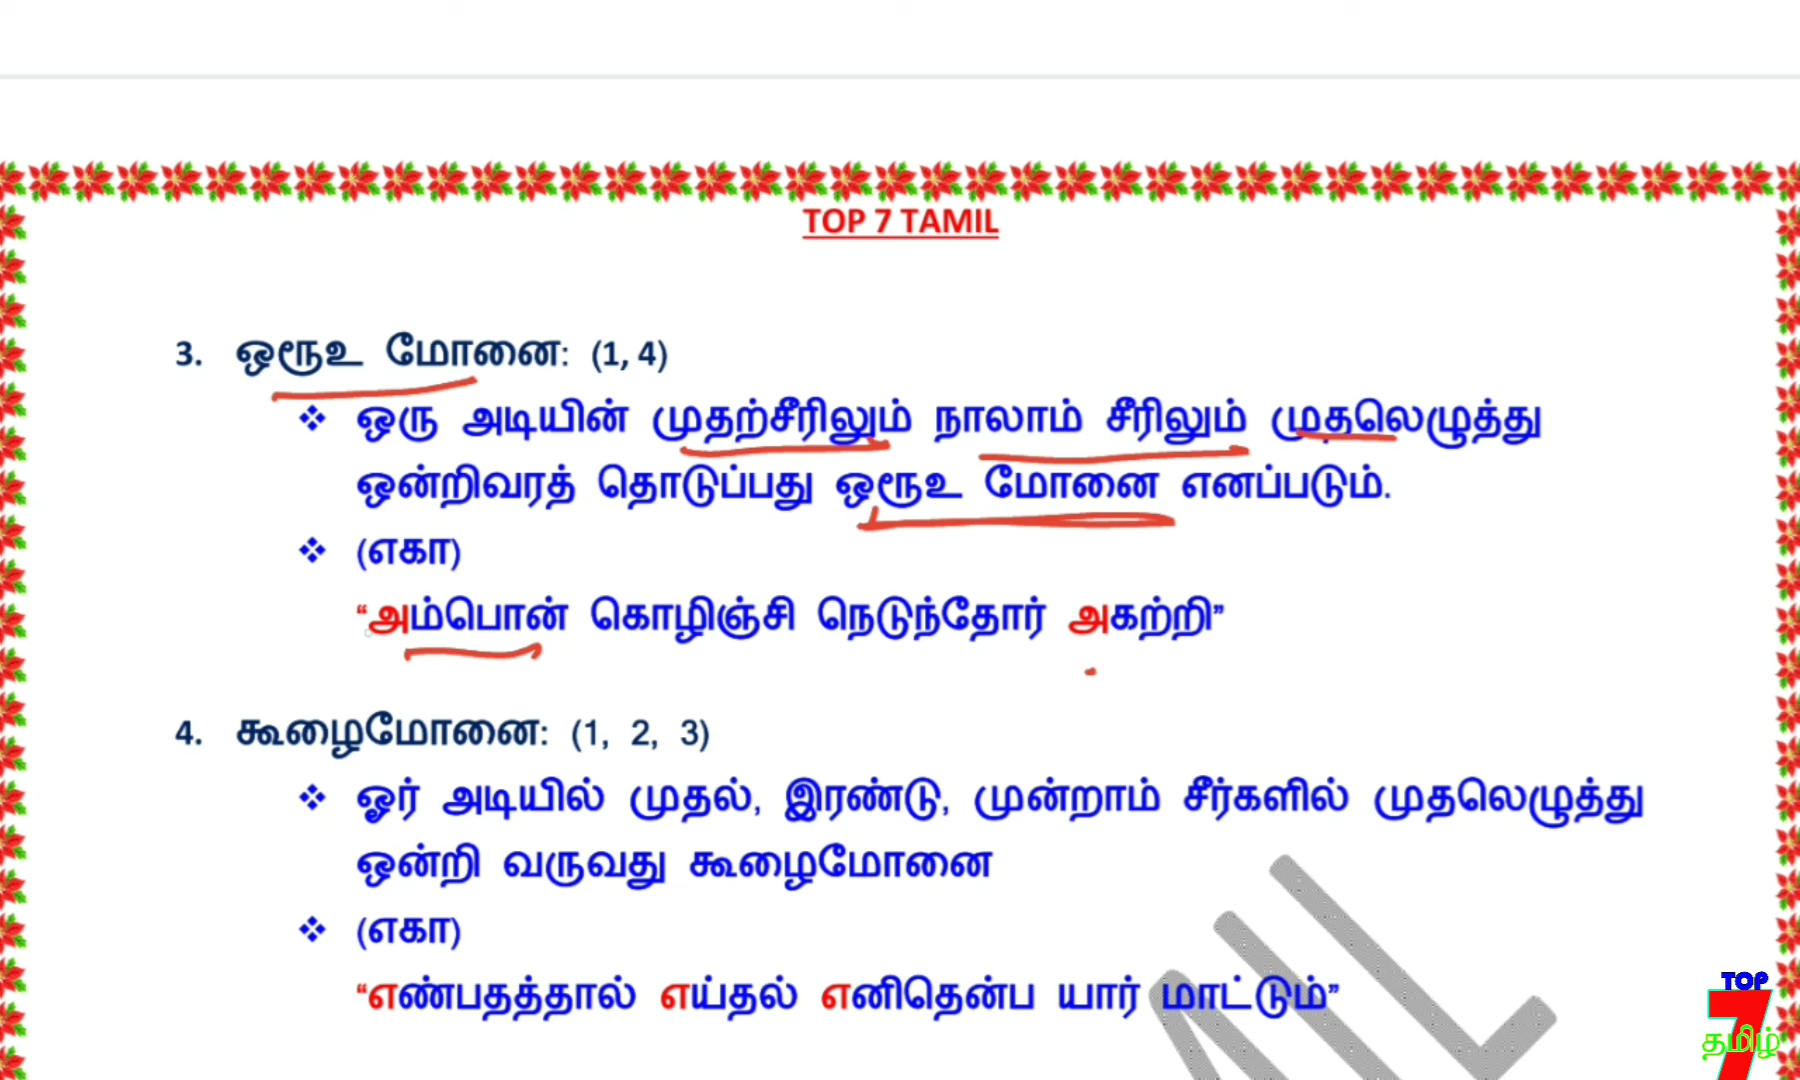 TOP 7 TAMIL
3. ஒரூஉ மோனை: (1, 4)
❖ ஒரு அடியின் முதற்சீரிலும் நாலாம் சீரிலும் முதலெழுத்து
ஒன்றிவரத் தொடுப்பது ஒரூஉ மோனை எனப்படும்.
❖ (எகா)
“அம்பொன் கொழிஞ்சி நெடுந்தோர் அகற்றி”
4. கூழைமோனை: (1, 2, 3)
❖ ஓர் அடியில் முதல், இரண்டு, முன்றாம் சீர்களில் முதலெழுத்து
ஒன்றி வருவது கூழைமோனை
❖ (எகா)
“எண்பதத்தால் எய்தல் எனிதென்ப யார் மாட்டும்”
TOP
7
தமிழ்